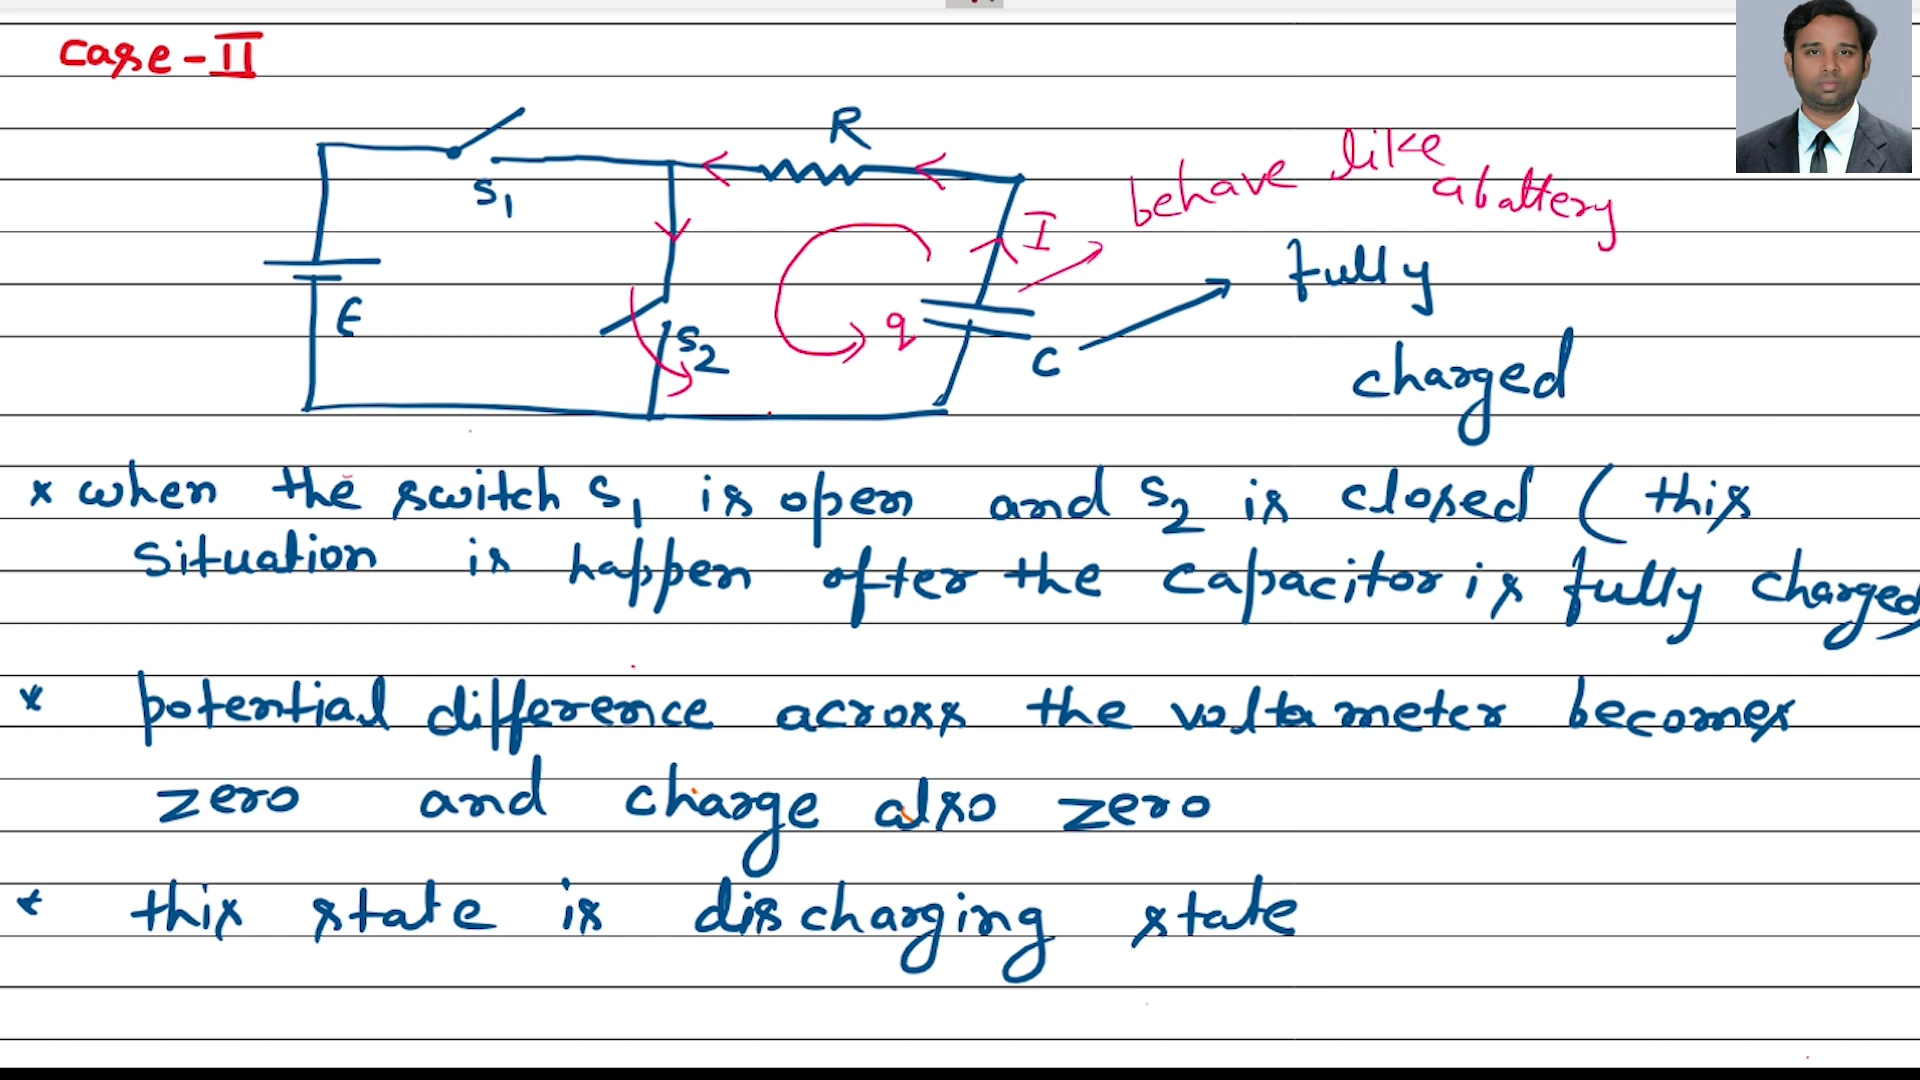 Case - II
R
S1
behave like
a battery
I
fully
E
q
S2
C
charged
* when the switch S1 is open and S2 is closed ( this
situation is happen after the capacitor is fully charged)
* potential difference across the voltameter becomes
zero and charge also zero
* this state is discharging state